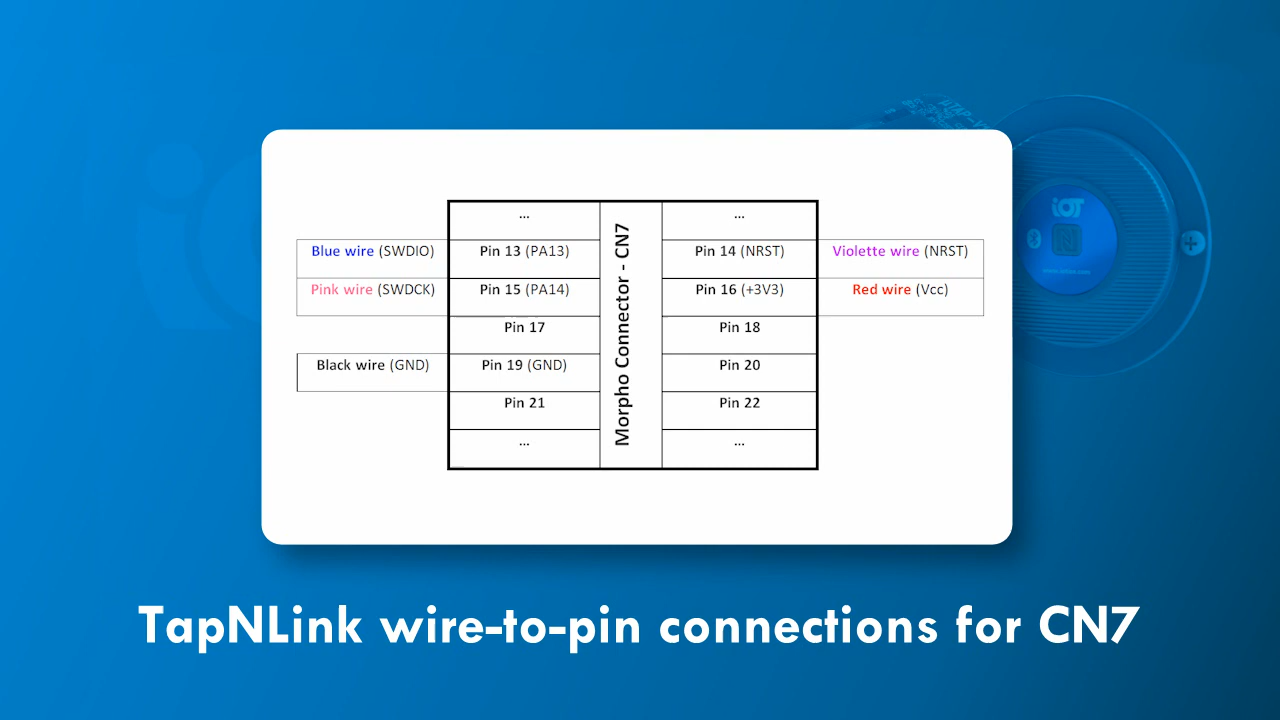 ... ...
Blue wire (SWDIO) Pin 13 (PA13) Pin 14 (NRST) Violette wire (NRST)
Pink wire (SWDCK) Pin 15 (PA14) Pin 16 (+3V3) Red wire (Vcc)
Pin 17 Pin 18
Black wire (GND) Pin 19 (GND) Pin 20
Pin 21 Pin 22
... ...
Morpho Connector - CN7
iOT
TapNLink wire-to-pin connections for CN7